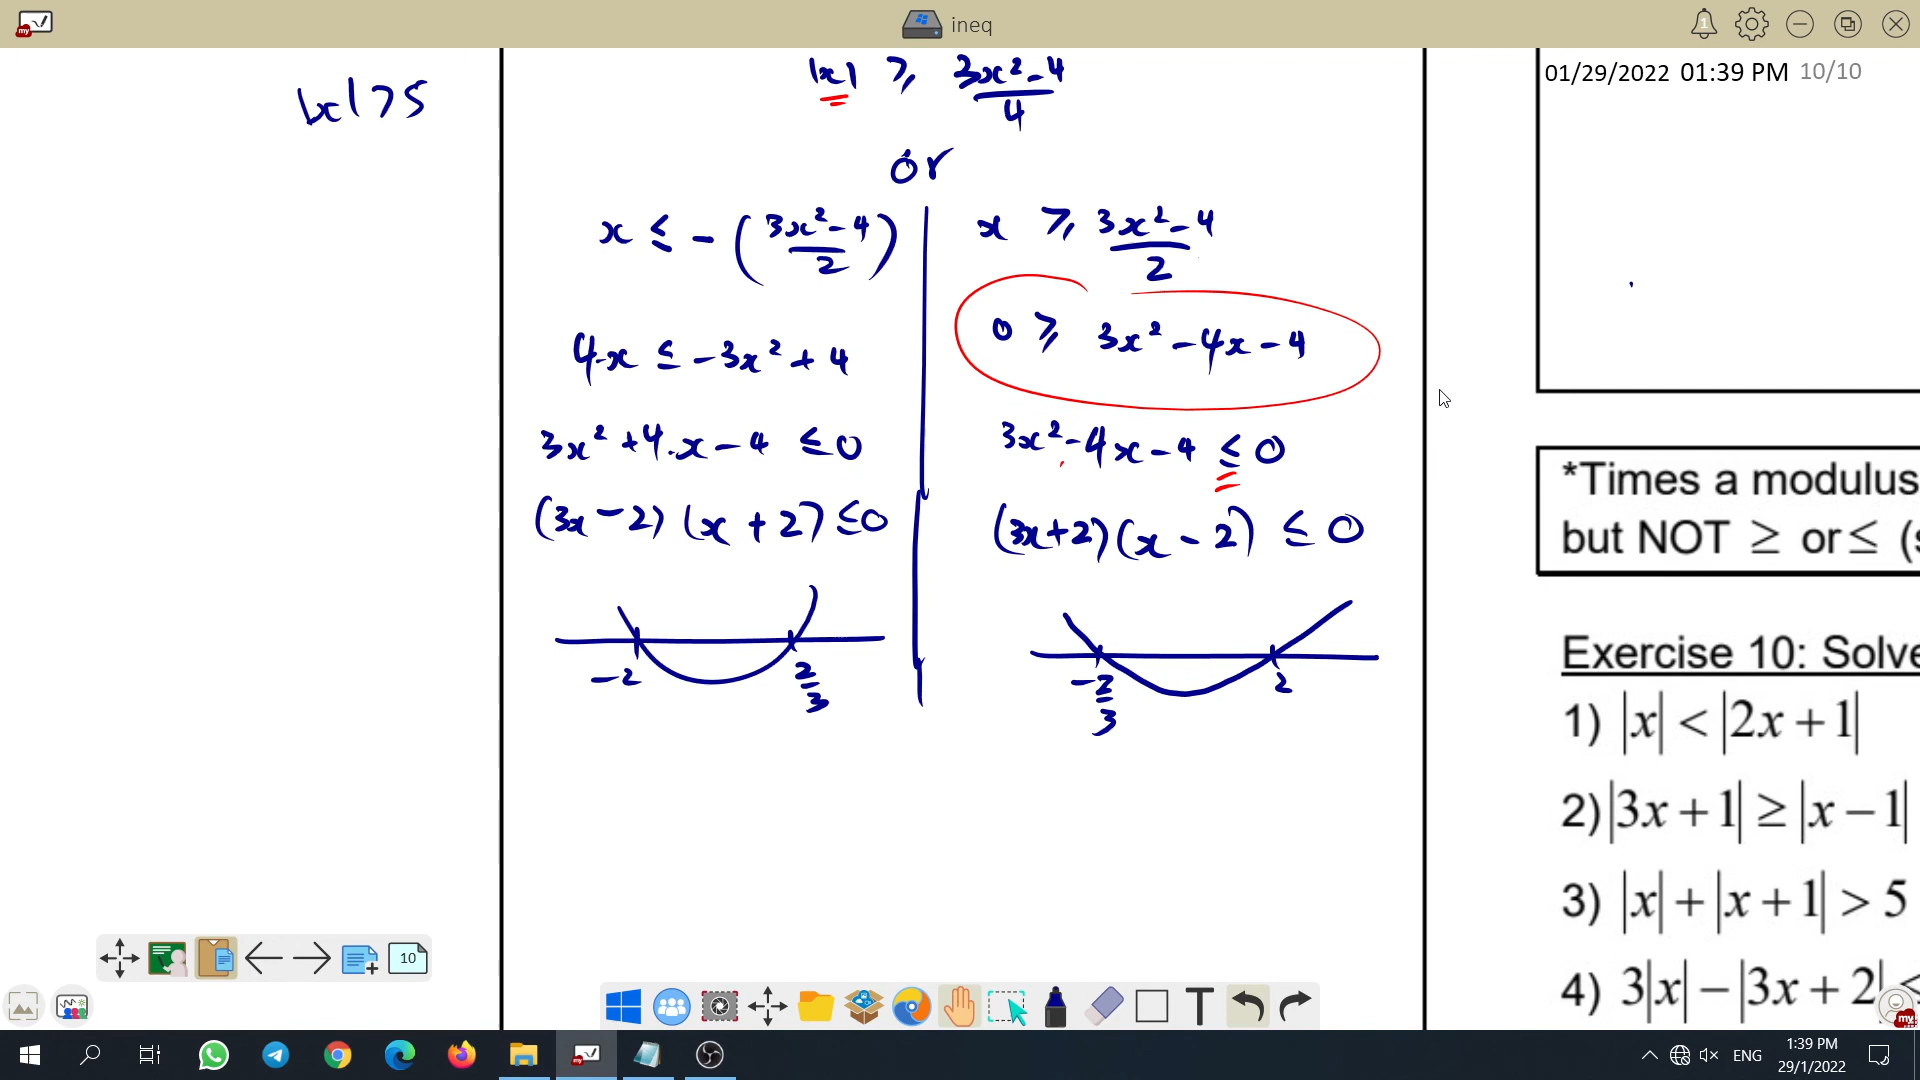 ineq
01/29/2022 01:39 PM 10/10
|x| > 5
|x| ≥ (3x² - 4)/4
or
x ≤ -((3x² - 4)/2)
4x ≤ -3x² + 4
3x² + 4x - 4 ≤ 0
(3x - 2)(x + 2) ≤ 0
-2 2/3
x ≥ (3x² - 4)/2
0 ≥ 3x² - 4x - 4
3x² - 4x - 4 ≤ 0
(3x + 2)(x - 2) ≤ 0
-2/3 2
*Times a modulus
but NOT ≥ or ≤ (
Exercise 10: Solve
1) |x| < |2x + 1|
2) |3x + 1| ≥ |x - 1|
3) |x| + |x + 1| > 5
4) 3|x| - |3x + 2| ≤
10
T
ENG
1:39 PM
29/1/2022